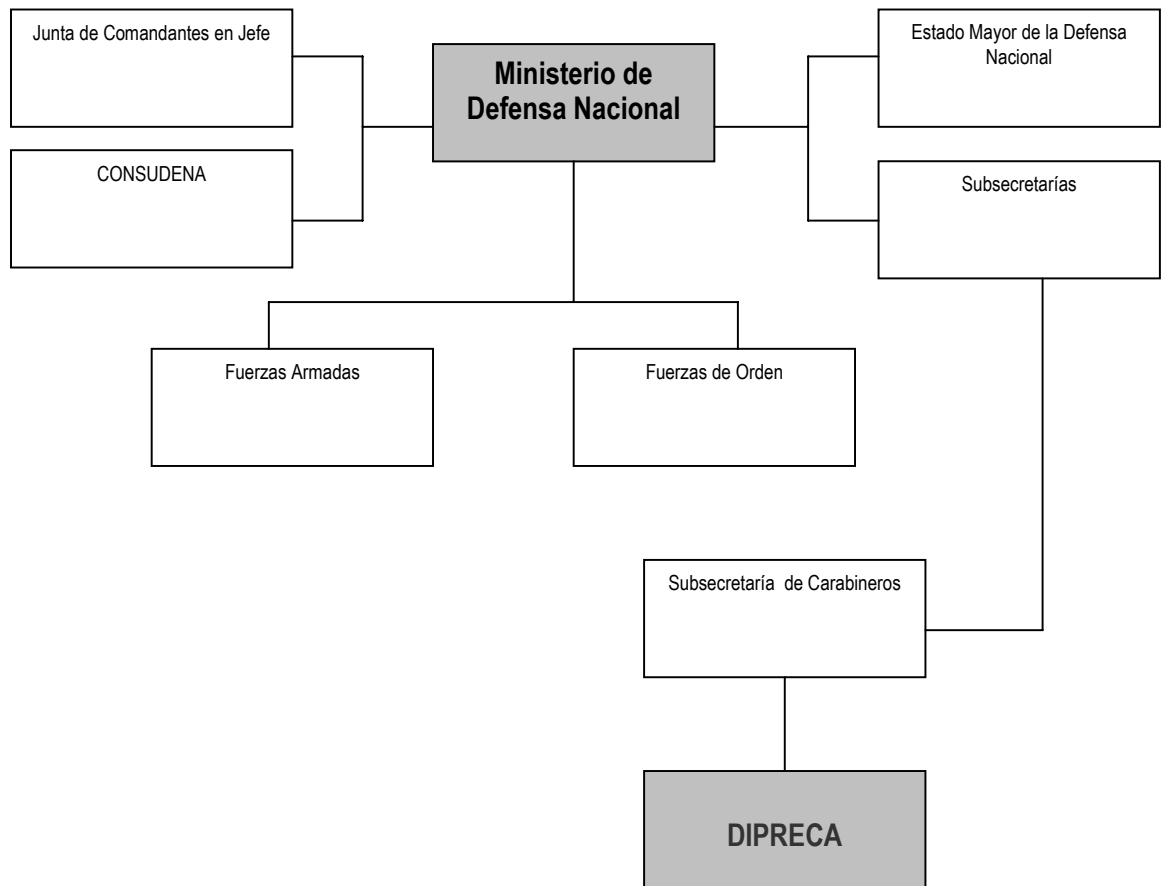 Junta de Comandantes en Jefe
Ministerio de
Defensa Nacional
Estado Mayor de la Defensa
Nacional
CONSUDENA
Subsecretarías
Fuerzas Armadas
Fuerzas de Orden
Subsecretaría de Carabineros
DIPRECA